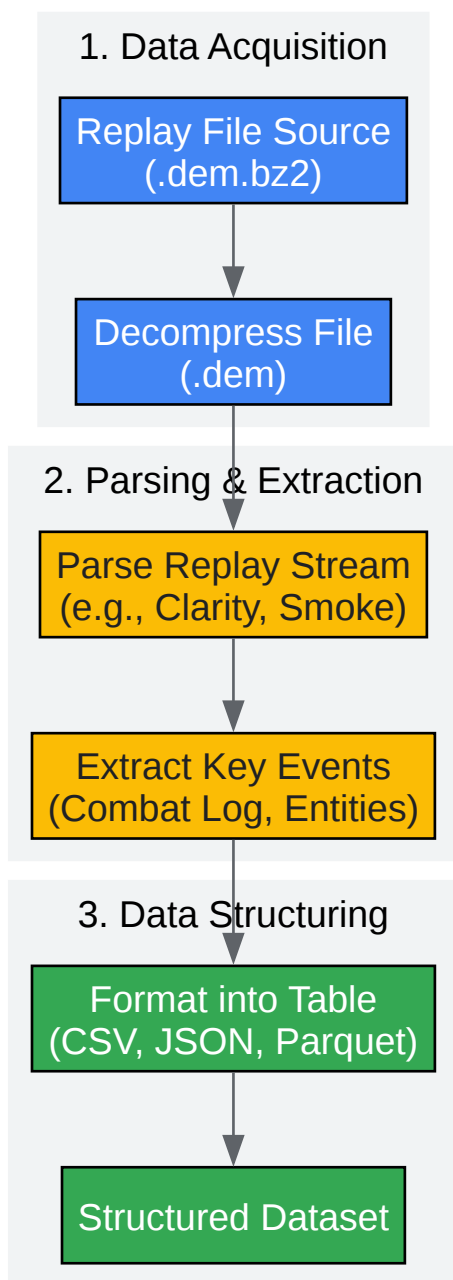 1. Data Acquisition
Replay File Source
(.dem.bz2)
Decompress File
(.dem)
2. Parsing & Extraction
Parse Replay Stream
(e.g., Clarity, Smoke)
Extract Key Events
(Combat Log, Entities)
3. Data Structuring
Format into Table
(CSV, JSON, Parquet)
Structured Dataset